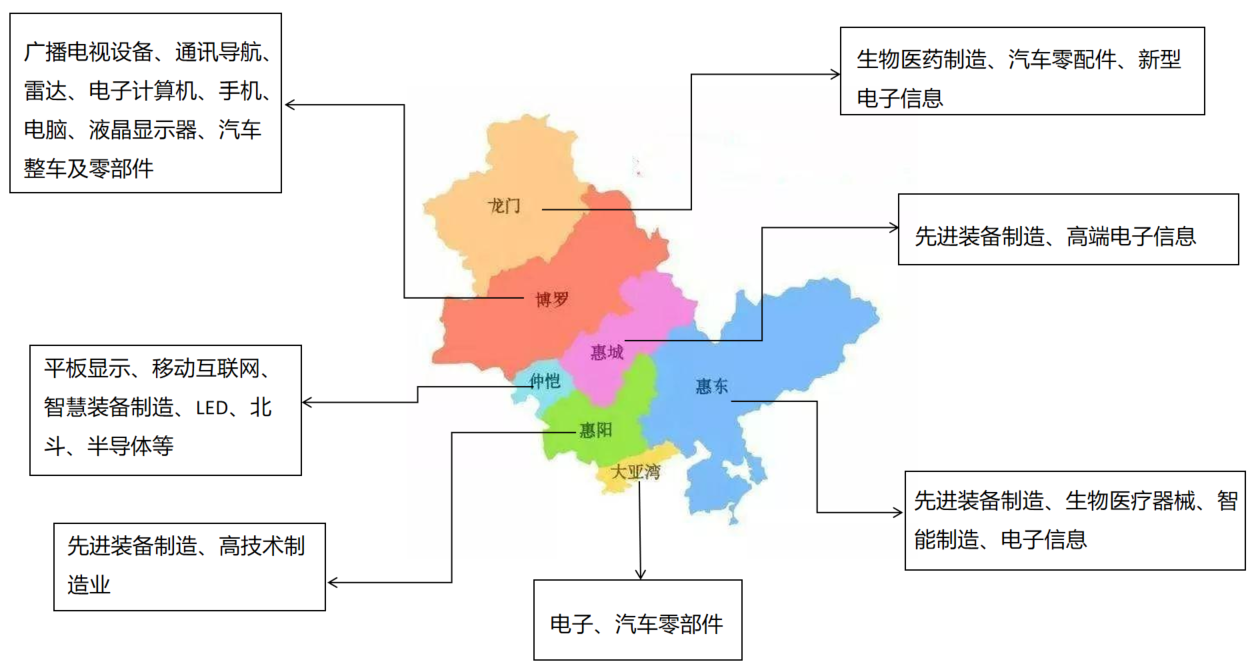 广播电视设备、通讯导航、
雷达、电子计算机、手机、
电脑、液晶显示器、汽车
整车及零部件
生物医药制造、汽车零配件、新型
电子信息
龙门
先进装备制造、高端电子信息
博罗
惠城
平板显示、移动互联网、
智慧装备制造、LED、北
斗、半导体等
仲恺
惠东
惠阳
大亚湾
先进装备制造、生物医疗器械、智
能制造、电子信息
先进装备制造、高技术制
造业
电子、汽车零部件